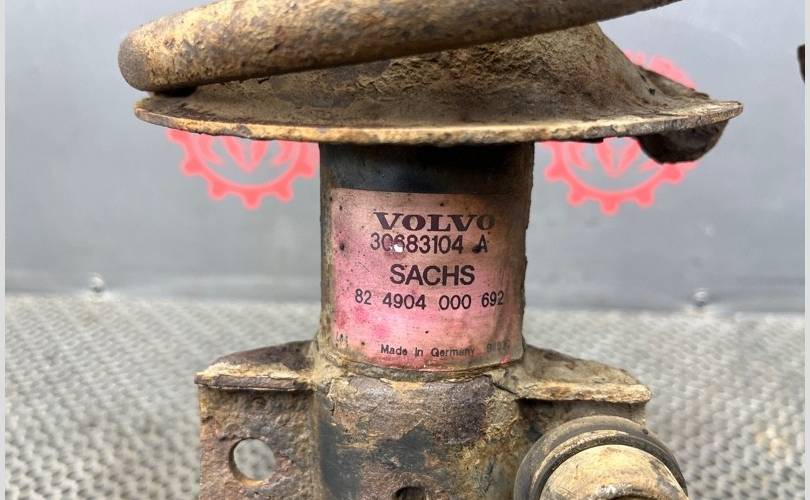 VOLVO
30683104 A
SACHS
82 4904 000 692
Made in Germany